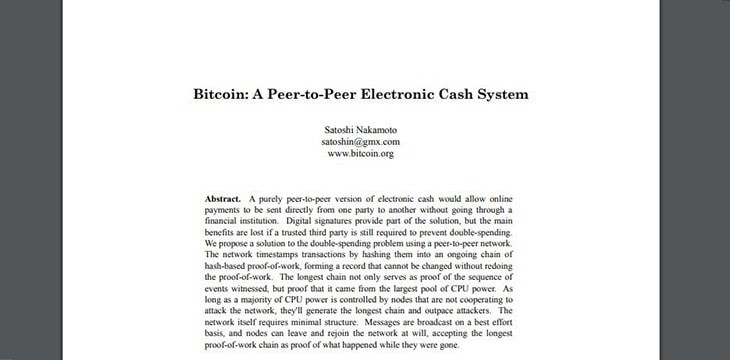 Bitcoin: A Peer-to-Peer Electronic Cash System
Satoshi Nakamoto
satoshin@gmx.com
www.bitcoin.org
Abstract. A purely peer-to-peer version of electronic cash would allow online
payments to be sent directly from one party to another without going through a
financial institution. Digital signatures provide part of the solution, but the main
benefits are lost if a trusted third party is still required to prevent double-spending.
We propose a solution to the double-spending problem using a peer-to-peer network.
The network timestamps transactions by hashing them into an ongoing chain of
hash-based proof-of-work, forming a record that cannot be changed without redoing
the proof-of-work. The longest chain not only serves as proof of the sequence of
events witnessed, but proof that it came from the largest pool of CPU power. As
long as a majority of CPU power is controlled by nodes that are not cooperating to
attack the network, they'll generate the longest chain and outpace attackers. The
network itself requires minimal structure. Messages are broadcast on a best effort
basis, and nodes can leave and rejoin the network at will, accepting the longest
proof-of-work chain as proof of what happened while they were gone.